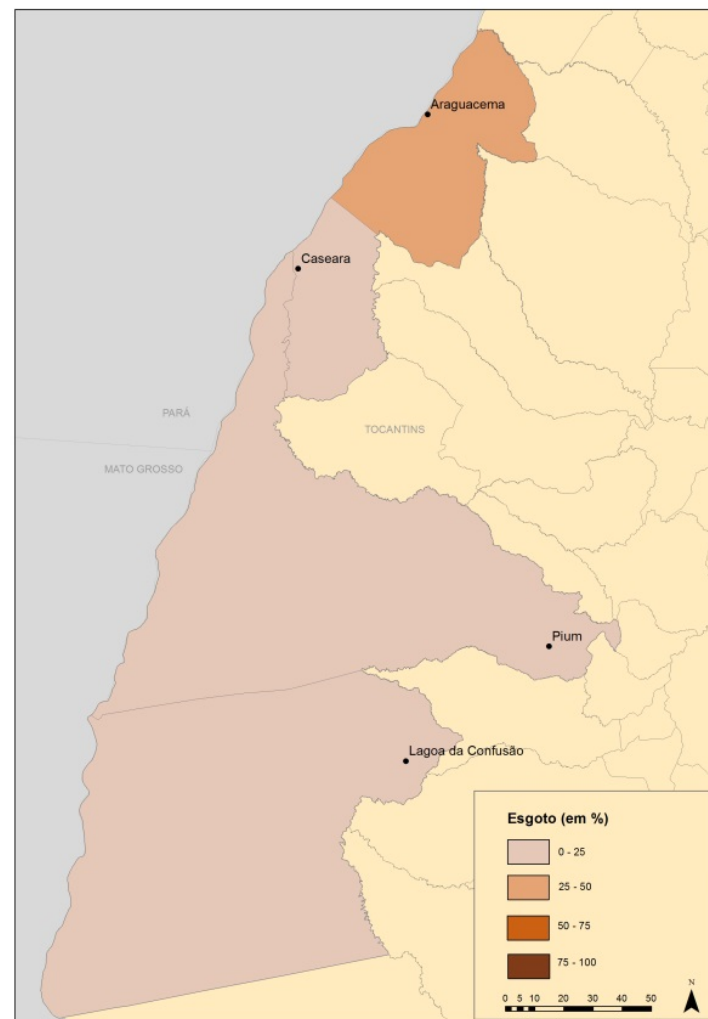 Araguacema
Caseara
PARÁ
TOCANTINS
MATO GROSSO
Pium
Lagoa da Confusão
Esgoto (em %)
0 - 25
25 - 50
50 - 75
75 - 100
N
0 5 10 20 30 40 50